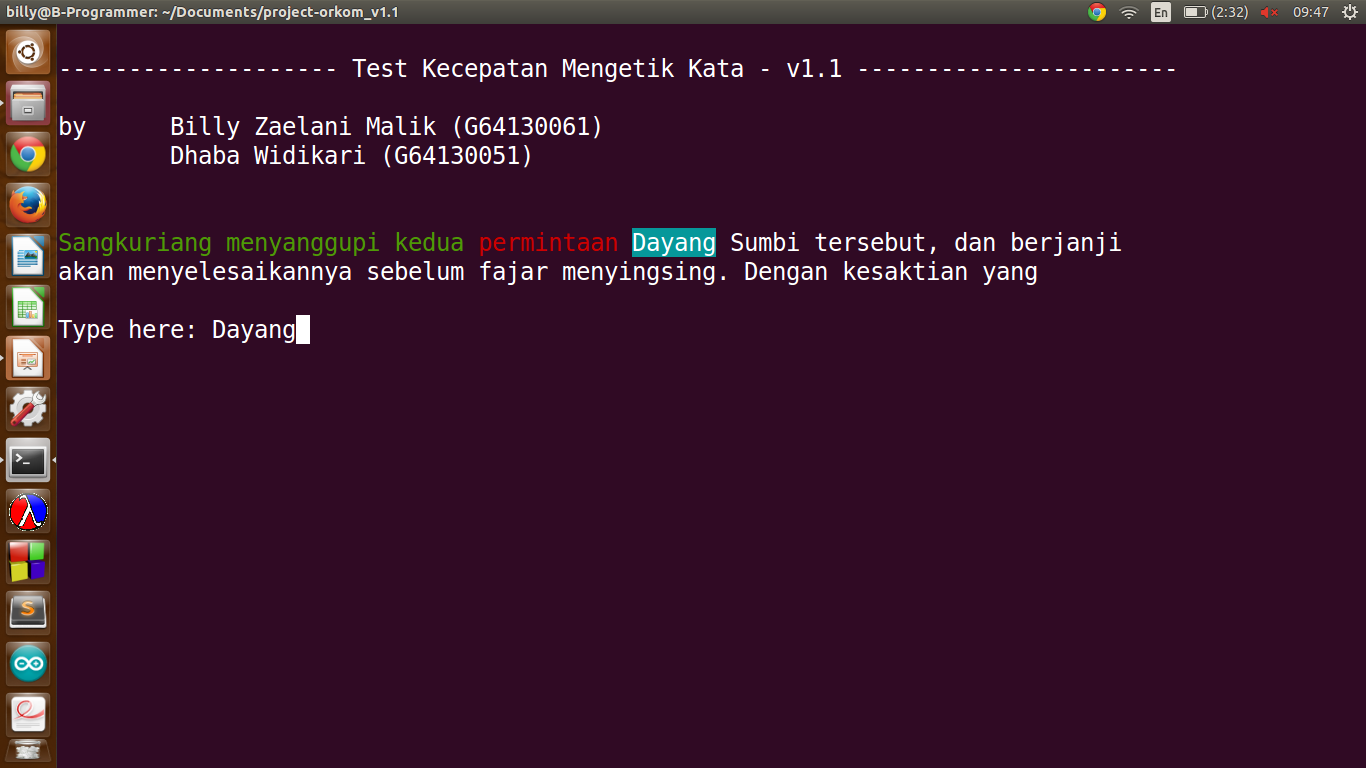 billy@B-Programmer: ~/Documents/project-orkom_v1.1
En
(2:32)
09:47
-------------------- Test Kecepatan Mengetik Kata - v1.1 -----------------------
by      Billy Zaelani Malik (G64130061)
        Dhaba Widikari (G64130051)
Sangkuriang menyanggupi kedua permintaan Dayang Sumbi tersebut, dan berjanji
akan menyelesaikannya sebelum fajar menyingsing. Dengan kesaktian yang
Type here: Dayang